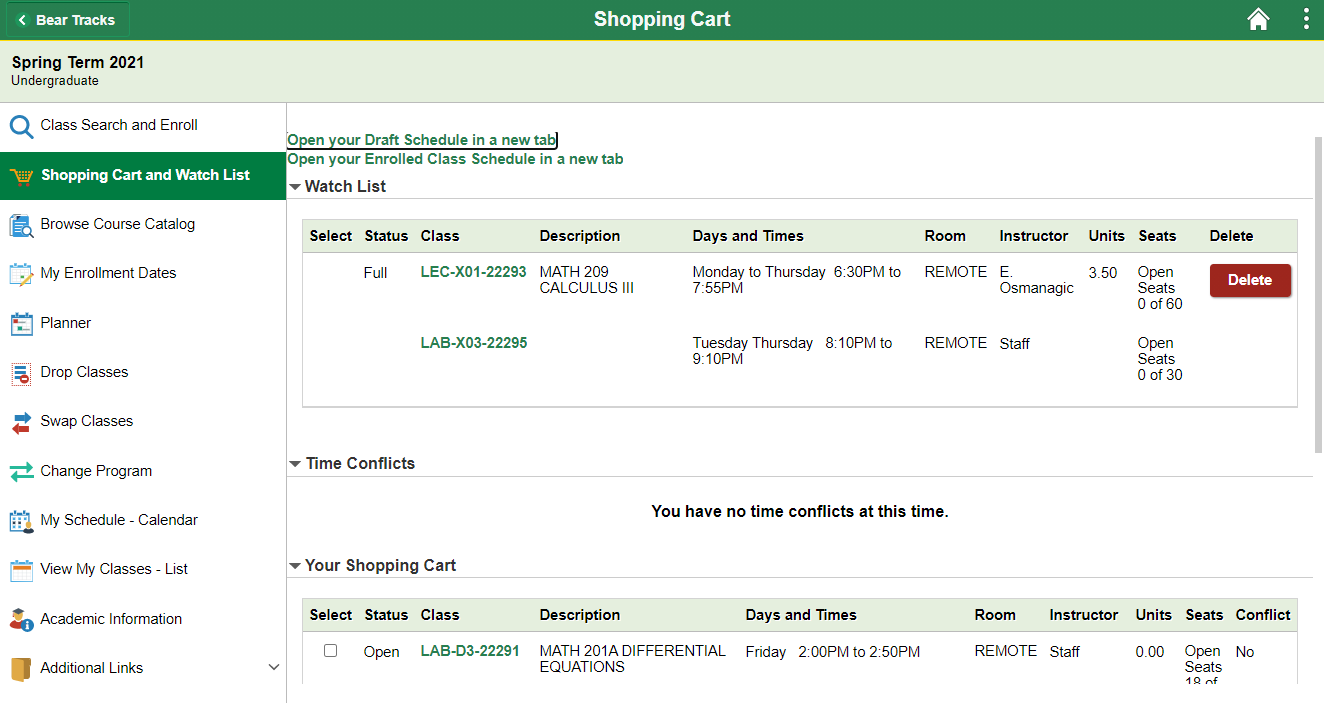 Bear Tracks
Shopping Cart
Spring Term 2021
Undergraduate
Class Search and Enroll
Shopping Cart and Watch List
Browse Course Catalog
My Enrollment Dates
Planner
Drop Classes
Swap Classes
Change Program
My Schedule - Calendar
View My Classes - List
Academic Information
Additional Links
Open your Draft Schedule in a new tab
Open your Enrolled Class Schedule in a new tab
Watch List
Select Status Class Description Days and Times Room Instructor Units Seats Delete
Full LEC-X01-22293 MATH 209 Monday to Thursday 6:30PM to REMOTE E. 3.50 Open Delete
CALCULUS III 7:55PM Osmanagic Seats
0 of 60
LAB-X03-22295 Tuesday Thursday 8:10PM to REMOTE Staff Open
9:10PM Seats
0 of 30
Time Conflicts
You have no time conflicts at this time.
Your Shopping Cart
Select Status Class Description Days and Times Room Instructor Units Seats Conflict
Open LAB-D3-22291 MATH 201A DIFFERENTIAL Friday 2:00PM to 2:50PM REMOTE Staff 0.00 Open No
EQUATIONS Seats
18 of